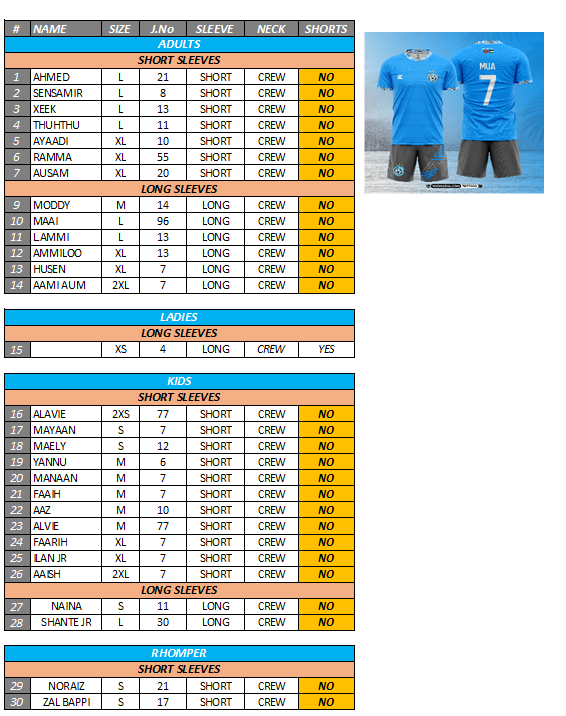 # NAME SIZE J.No SLEEVE NECK SHORTS
ADULTS
SHORT SLEEVES
1 AHMED L 21 SHORT CREW NO
2 SENSAMIR L 8 SHORT CREW NO
3 XEEK L 13 SHORT CREW NO
4 THUHTHU L 11 SHORT CREW NO
5 AYAADI XL 10 SHORT CREW NO
6 RAMMA XL 55 SHORT CREW NO
7 AUSAM XL 20 SHORT CREW NO
LONG SLEEVES
9 MODDY M 14 LONG CREW NO
10 MAAI L 96 LONG CREW NO
11 LAMMI L 13 LONG CREW NO
12 AMMILOO XL 13 LONG CREW NO
13 HUSEN XL 7 LONG CREW NO
14 AAMI AUM 2XL 7 LONG CREW NO
LADIES
LONG SLEEVES
15 XS 4 LONG CREW YES
KIDS
SHORT SLEEVES
16 ALAVIE 2XS 77 SHORT CREW NO
17 MAYAAN S 7 SHORT CREW NO
18 MAELY S 12 SHORT CREW NO
19 YANNU M 6 SHORT CREW NO
20 MANAAN M 7 SHORT CREW NO
21 FAAIH M 7 SHORT CREW NO
22 AAZ M 10 SHORT CREW NO
23 ALVIE M 77 SHORT CREW NO
24 FAARIH XL 7 SHORT CREW NO
25 ILAN JR XL 7 SHORT CREW NO
26 AAISH 2XL 7 SHORT CREW NO
LONG SLEEVES
27 NAINA S 11 LONG CREW NO
28 SHANTE JR L 30 LONG CREW NO
RHOMPER
SHORT SLEEVES
29 NORAIZ S 21 SHORT CREW NO
30 ZAL BAPPI S 17 SHORT CREW NO
MUA
7